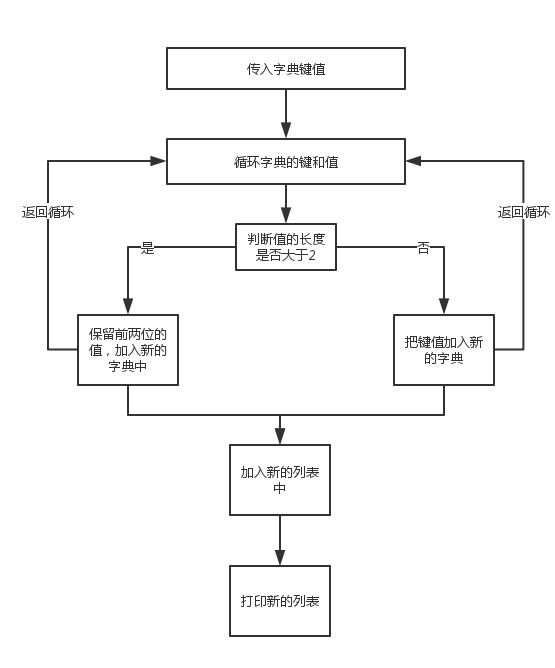 传入字典键值
循环字典的键和值
返回循环
返回循环
判断值的长度
是否大于2
是
否
保留前两位的
值，加入新的
字典中
把键值加入新
的字典
加入新的列表
中
打印新的列表